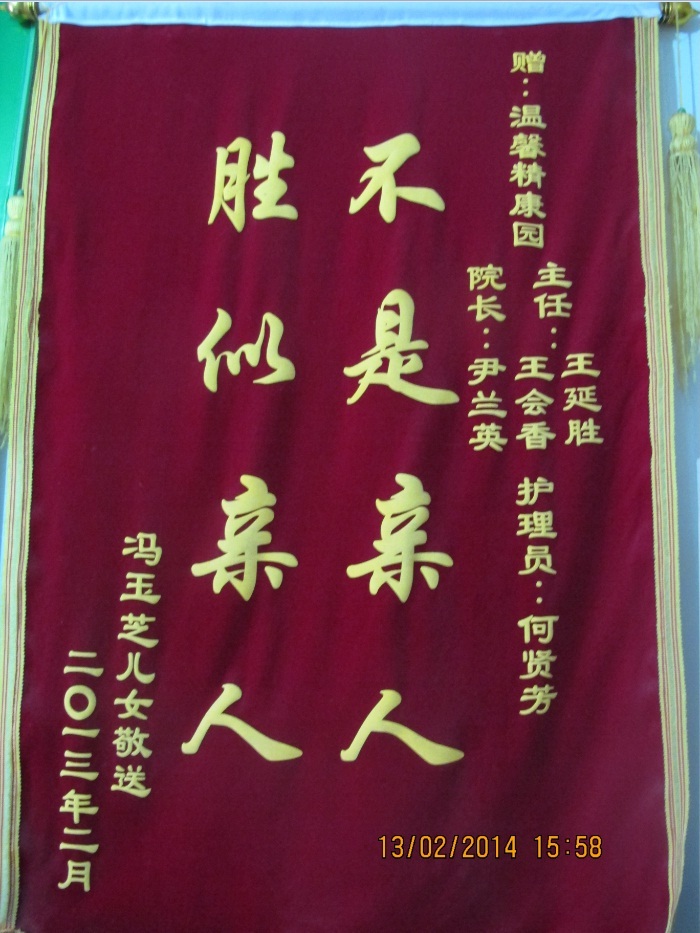 赠：温馨精康园
主任：王延胜
王会香
院长：尹兰英
护理员：何贤芳
不是亲人
胜似亲人
冯玉芝儿女敬送
二〇一三年二月
13/02/2014 15:58